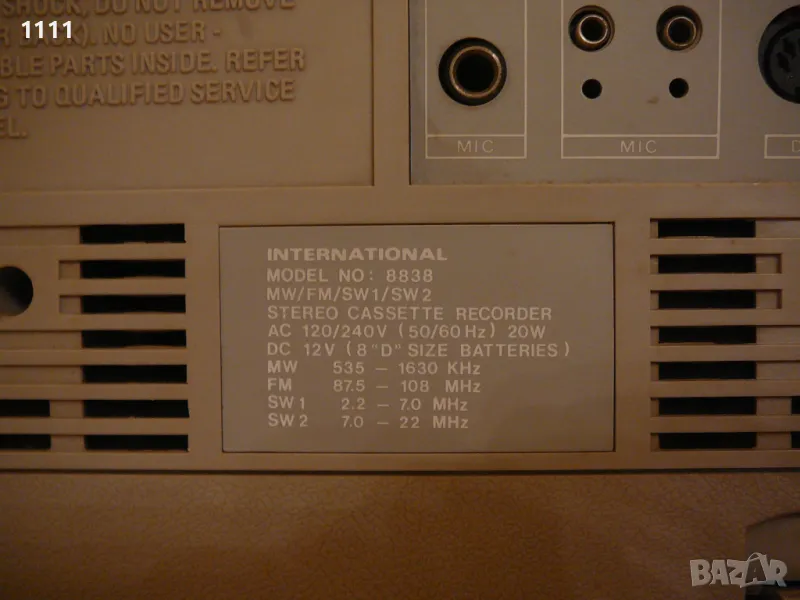 1111
SHOCK, DO NOT REMOVE
BACK). NO USER -
PARTS INSIDE. REFER
TO QUALIFIED SERVICE
MIC
MIC
INTERNATIONAL
MODEL NO: 8838
MW/FM/SW1/SW2
STEREO CASSETTE RECORDER
AC 120/240V (50/60Hz) 20W
DC 12V (8 "D" SIZE BATTERIES)
MW 535 - 1630 KHz
FM 87.5 - 108 MHz
SW1 2.2 - 7.0 MHz
SW2 7.0 - 22 MHz
BAZAR